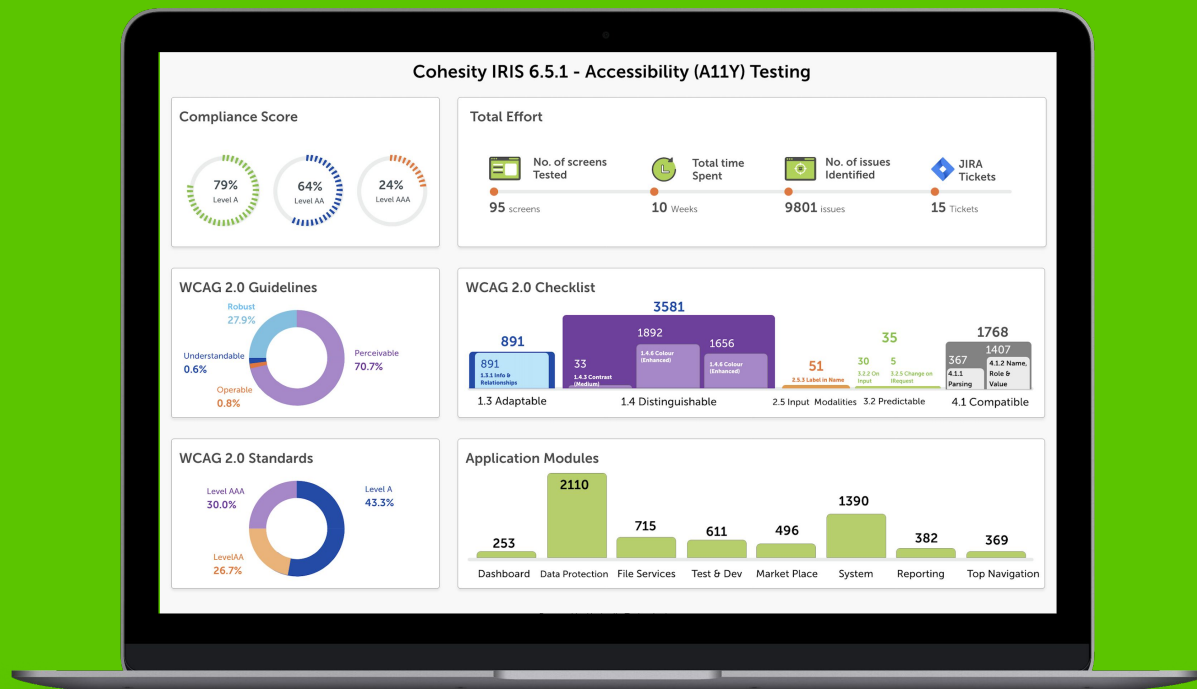 Cohesity IRIS 6.5.1 - Accessibility (A11Y) Testing
Compliance Score
79%
Level A
64%
Level AA
24%
Level AAA
Total Effort
No. of screens
Tested
95 screens
Total time
Spent
10 Weeks
No. of issues
Identified
9801 issues
JIRA
Tickets
15 Tickets
WCAG 2.0 Guidelines
Robust
27.9%
Understandable
0.6%
Operable
0.8%
Perceivable
70.7%
WCAG 2.0 Checklist
891
891
1.3.1 Info &
Relationships
1.3 Adaptable
3581
33
1.4.3 Contrast
(Medium)
1892
1.4.6 Colour
(Enhanced)
1656
1.4.6 Colour
(Enhanced)
1.4 Distinguishable
51
2.5.3 Label in Name
2.5 Input Modalities
35
30
3.2.2 On
Input
5
3.2.5 Change on
iRequest
3.2 Predictable
1768
367
4.1.1
Parsing
1407
4.1.2 Name,
Role &
Value
4.1 Compatible
WCAG 2.0 Standards
Level AAA
30.0%
Level A
43.3%
LevelAA
26.7%
Application Modules
253
Dashboard
2110
Data Protection
715
File Services
611
Test & Dev
496
Market Place
1390
System
382
Reporting
369
Top Navigation